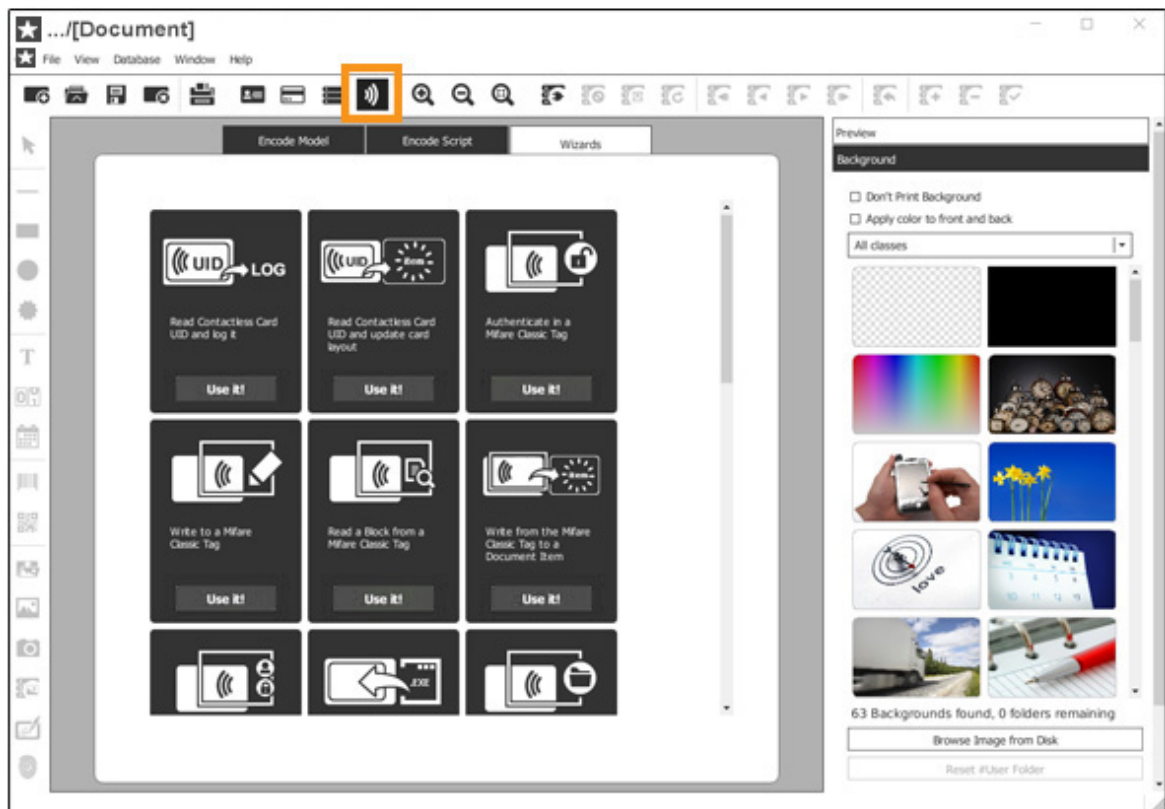 .../[Document]
File View Database Window Help
Encode Model Encode Script Wizards
UID LOG
Read Contactless Card
UID and log it
Use it!
UID item
Read Contactless Card
UID and update card
layout
Use it!
Authenticate in a
Mifare Classic Tag
Use it!
Write to a Mifare
Classic Tag
Use it!
Read a Block from a
Mifare Classic Tag
Use it!
item
Write from the Mifare
Classic Tag to a
Document Item
Use it!
.EXE
T
Preview
Background
Don't Print Background
Apply color to front and back
All classes
love
63 Backgrounds found, 0 folders remaining
Browse Image from Disk
Reset #User Folder